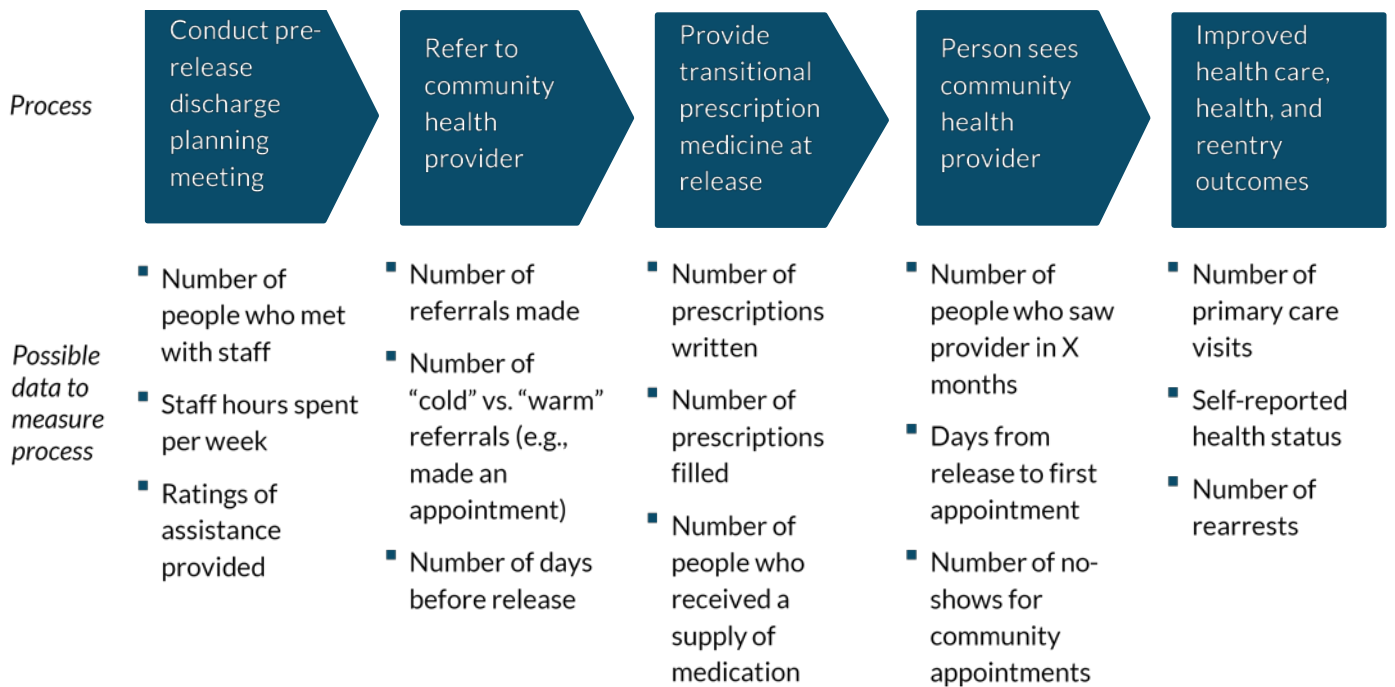 Process
Conduct pre-
release
discharge
planning
meeting
Refer to
community
health
provider
Provide
transitional
prescription
medicine at
release
Person sees
community
health
provider
Improved
health care,
health, and
reentry
outcomes
Possible
data to
measure
process
Number of
people who met
with staff
Staff hours spent
per week
Ratings of
assistance
provided
Number of
referrals made
Number of
“cold” vs. “warm”
referrals (e.g.,
made an
appointment)
Number of days
before release
Number of
prescriptions
written
Number of
prescriptions
filled
Number of
people who
received a
supply of
medication
Number of
people who saw
provider in X
months
Days from
release to first
appointment
Number of no-
shows for
community
appointments
Number of
primary care
visits
Self-reported
health status
Number of
rearrests